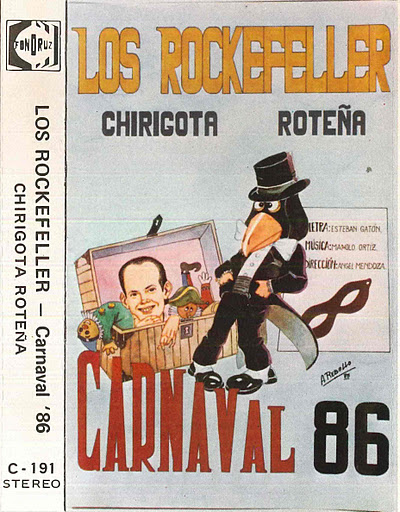 FONORUZ
LOS ROCKEFELLER — Carnaval '86
CHIRIGOTA ROTEÑA
C-191
STEREO
LOS ROCKEFELLER
CHIRIGOTA ROTEÑA
LETRA: ESTEBAN GATÓN.
MÚSICA: MANOLO ORTIZ.
DIRECCIÓN: ANGEL MENDOZA.
A. REBOLLO
CARNAVAL 86